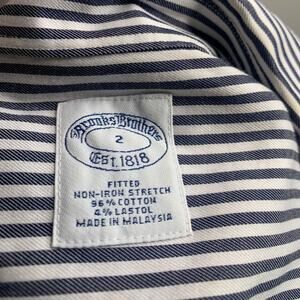 Brooks Brothers
2
EST. 1818
FITTED
NON-IRON STRETCH
96% COTTON
4% LASTOL
MADE IN MALAYSIA